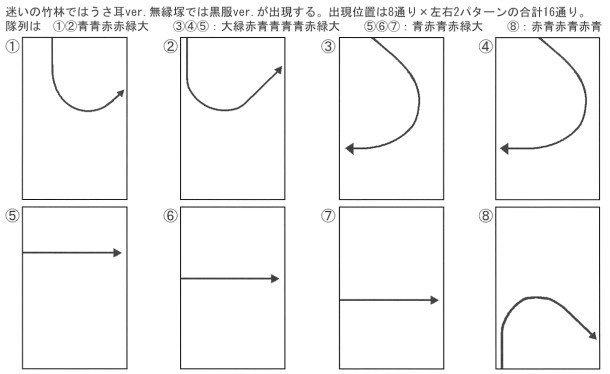 迷いの竹林ではうさ耳ver.無縁塚では黒服ver.が出現する。出現位置は8通り×左右2パターンの合計16通り。
隊列は　①②青青赤赤緑大　　③④⑤：大緑赤青青青青赤緑大　　⑤⑥⑦：青赤青赤緑大　　⑧：赤青赤青赤青
① ② ③ ④
⑤ ⑥ ⑦ ⑧